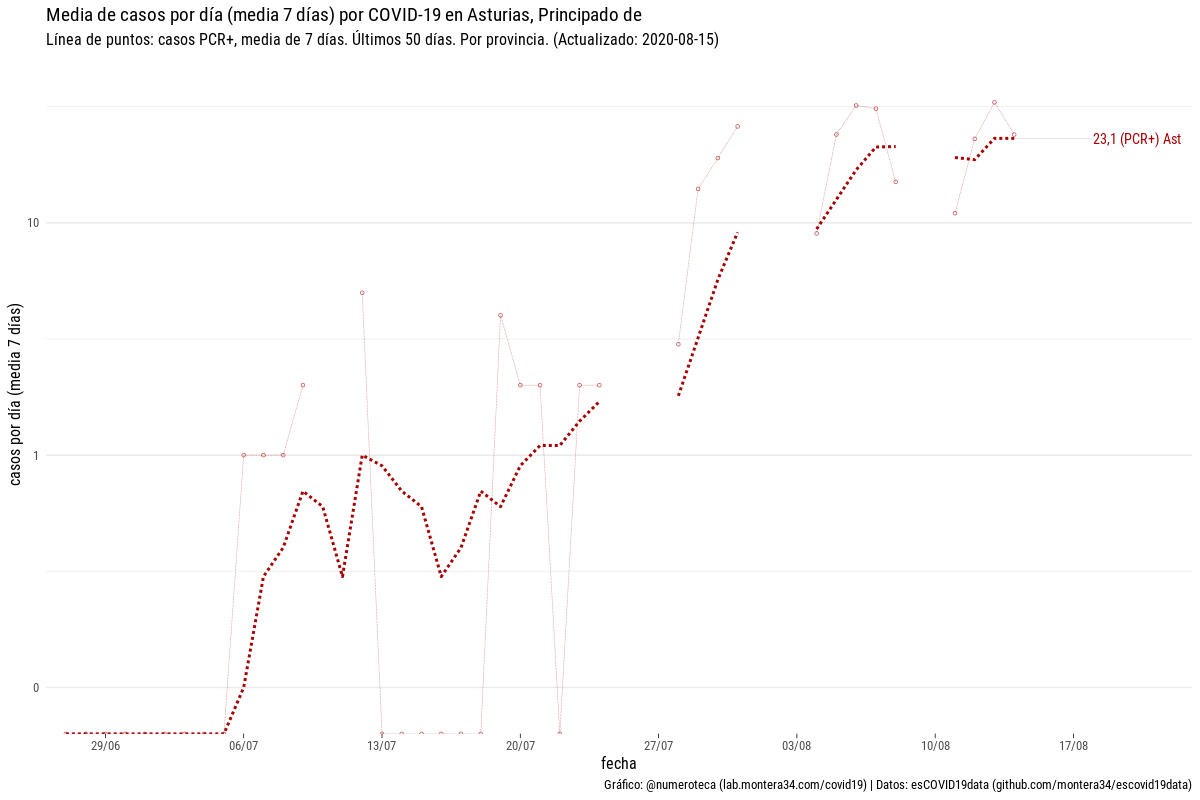 Media de casos por día (media 7 días) por COVID-19 en Asturias, Principado de
Línea de puntos: casos PCR+, media de 7 días. Últimos 50 días. Por provincia. (Actualizado: 2020-08-15)
23,1 (PCR+) Ast
10
1
0
casos por día (media 7 días)
29/06 06/07 13/07 20/07 27/07 03/08 10/08 17/08
fecha
Gráfico: @numeroteca (lab.montera34.com/covid19) | Datos: esCOVID19data (github.com/montera34/escovid19data)